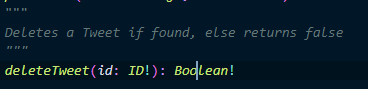 """
Deletes a Tweet if found, else returns false
"""
deleteTweet(id: ID!): Boolean!